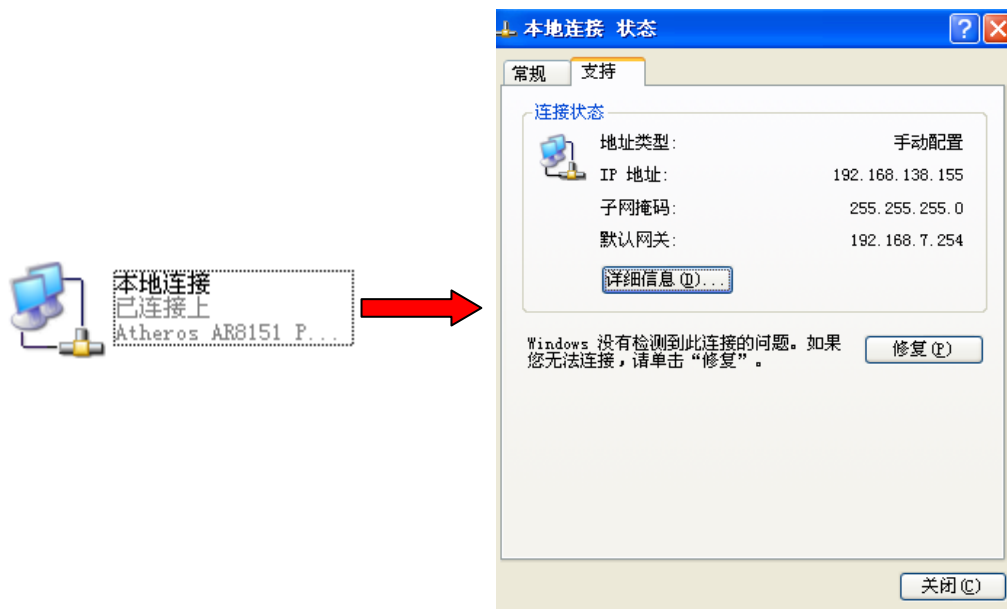 本地连接
已连接上
Atheros AR8151 P...
本地连接 状态
常规
支持
连接状态
地址类型:
手动配置
IP 地址:
192.168.138.155
子网掩码:
255.255.255.0
默认网关:
192.168.7.254
详细信息(D)...
Windows 没有检测到此连接的问题。如果
您无法连接，请单击“修复”。
修复(P)
关闭(C)